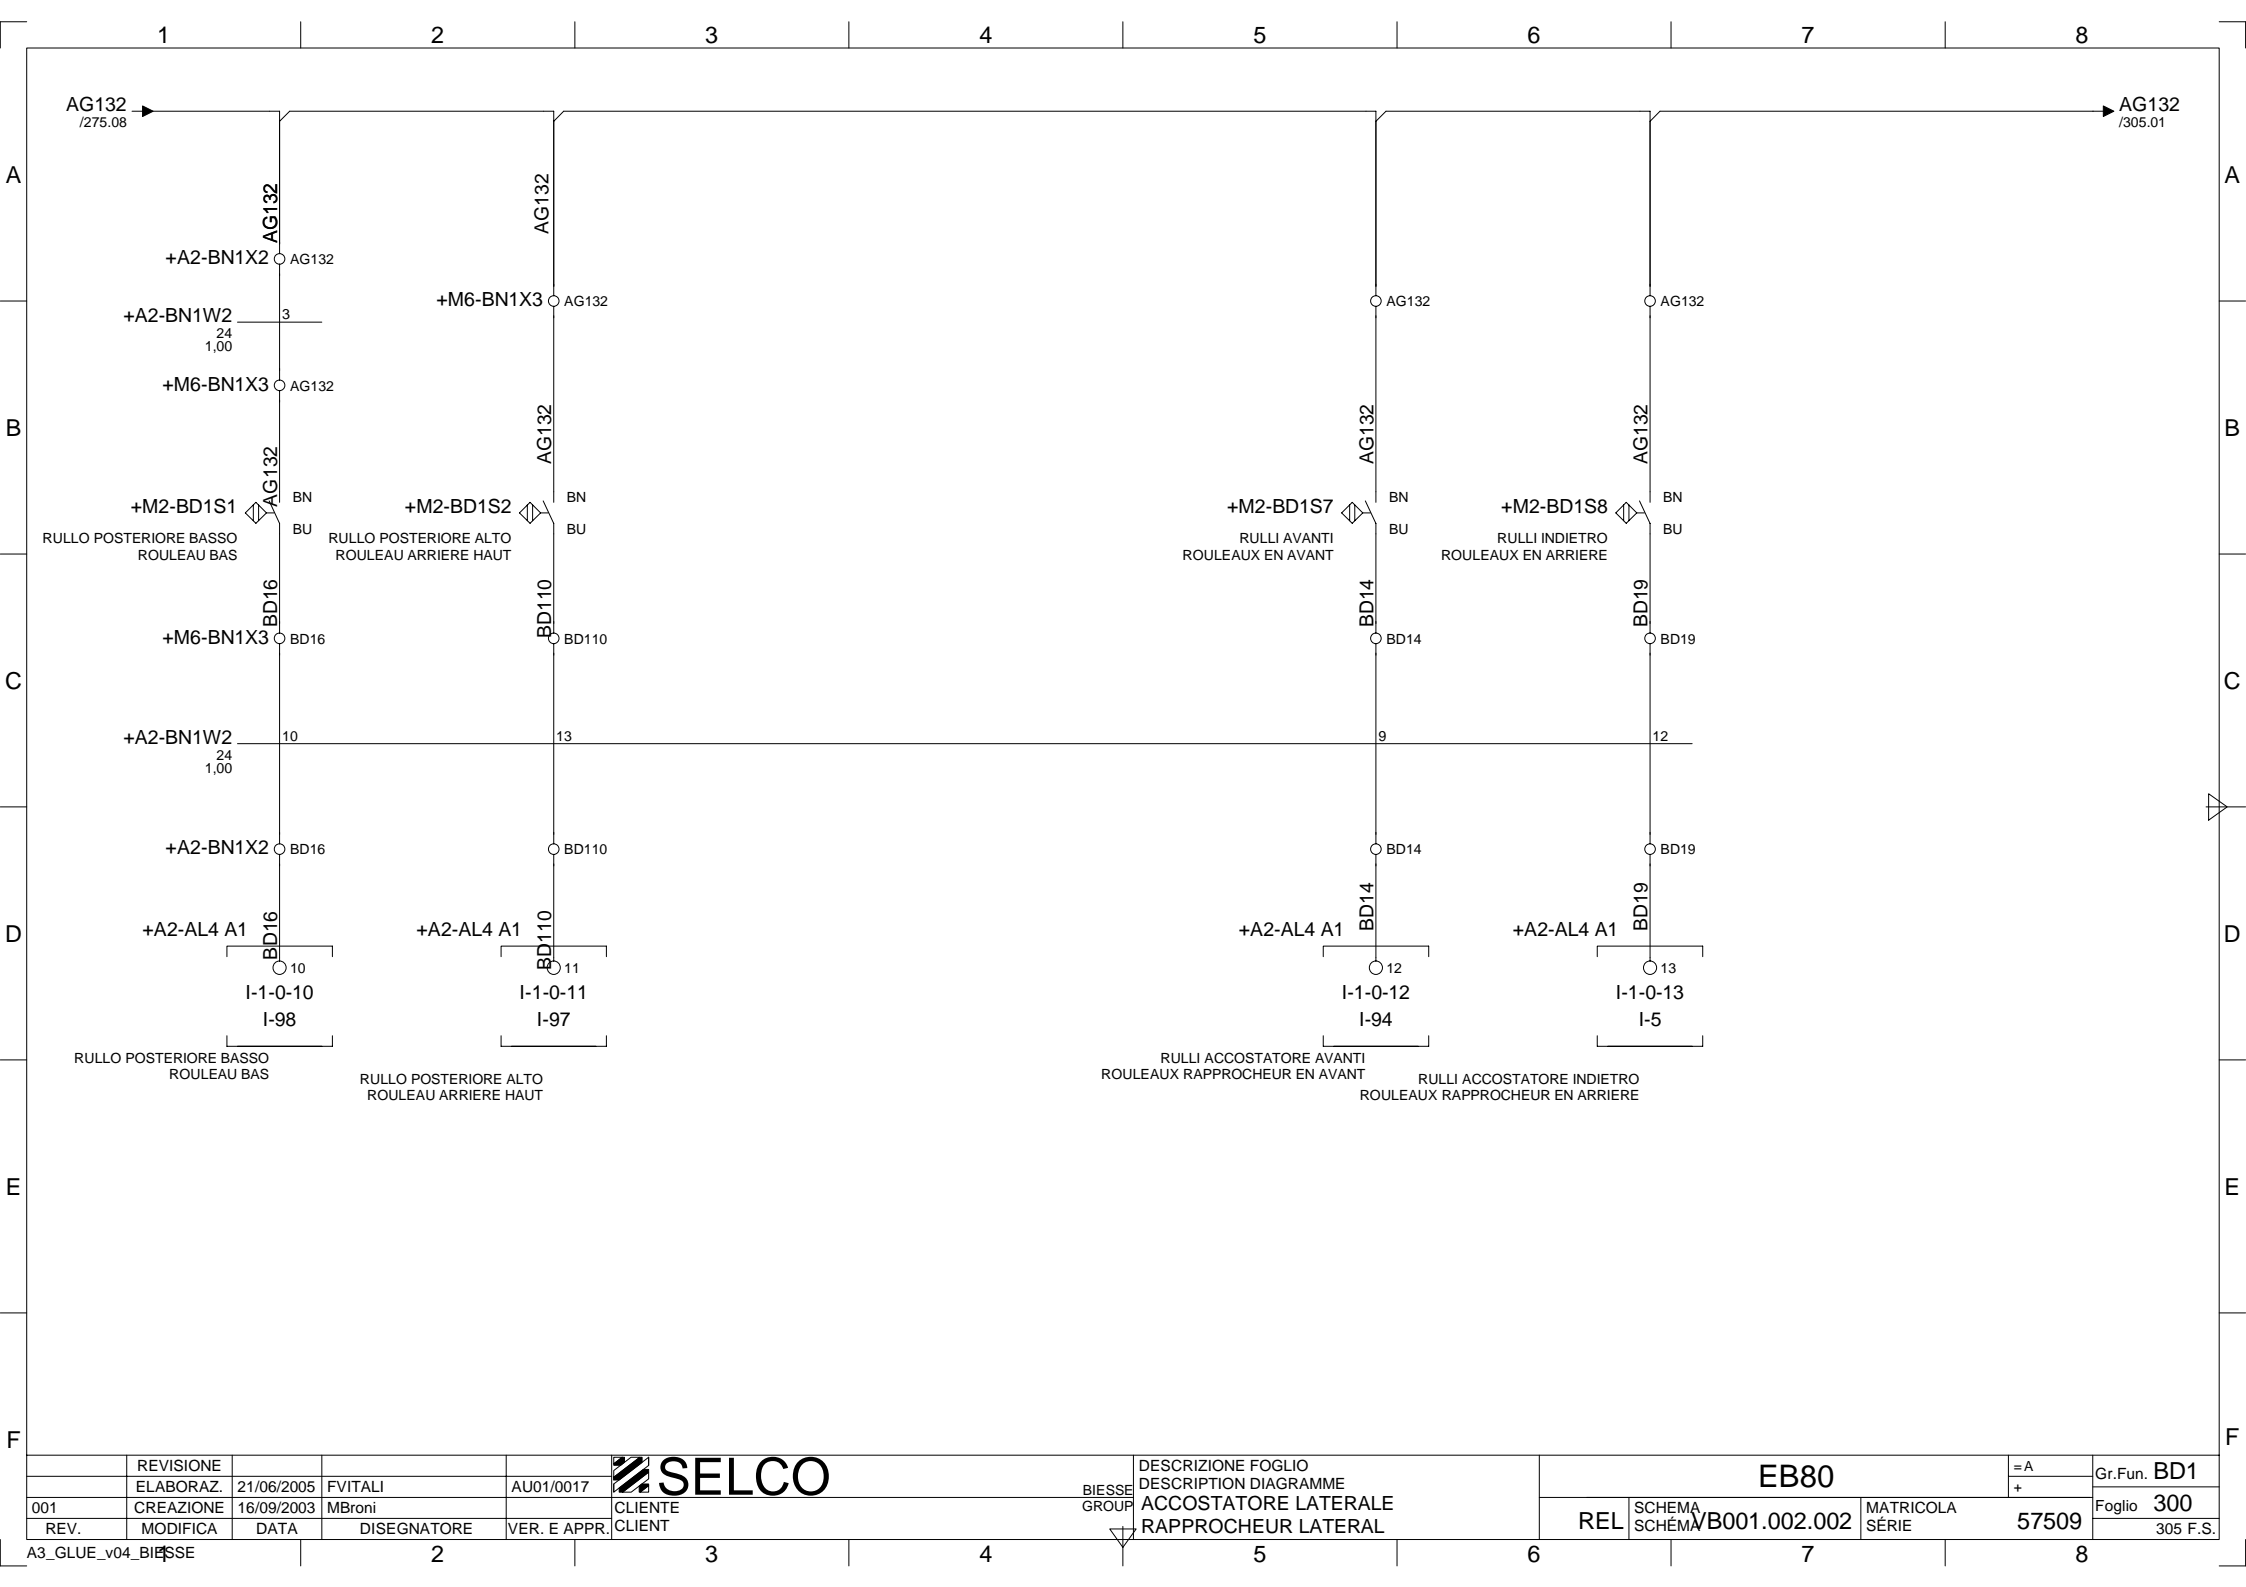 1 2 3 4 5 6 7 8
AG132
/275.08
AG132
/305.01
A
A
AG132
AG132
+A2-BN1X2 AG132
+M6-BN1X3 AG132
AG132
AG132
+A2-BN1W2 3
24
1,00
+M6-BN1X3 AG132
B
B
AG132
AG132
AG132
AG132
+M2-BD1S1 BN
BU
RULLO POSTERIORE BASSO
ROULEAU BAS
+M2-BD1S2 BN
BU
RULLO POSTERIORE ALTO
ROULEAU ARRIERE HAUT
+M2-BD1S7 BN
BU
RULLI AVANTI
ROULEAUX EN AVANT
+M2-BD1S8 BN
BU
RULLI INDIETRO
ROULEAUX EN ARRIERE
BD16
BD110
BD14
BD19
+M6-BN1X3 BD16
BD110
BD14
BD19
C
C
+A2-BN1W2 10 13 9 12
24
1,00
+A2-BN1X2 BD16
BD110
BD14
BD19
BD16
BD110
BD14
BD19
D
D
+A2-AL4 A1
10
I-1-0-10
I-98
RULLO POSTERIORE BASSO
ROULEAU BAS
+A2-AL4 A1
11
I-1-0-11
I-97
RULLO POSTERIORE ALTO
ROULEAU ARRIERE HAUT
+A2-AL4 A1
12
I-1-0-12
I-94
RULLI ACCOSTATORE AVANTI
ROULEAUX RAPPROCHEUR EN AVANT
+A2-AL4 A1
13
I-1-0-13
I-5
RULLI ACCOSTATORE INDIETRO
ROULEAUX RAPPROCHEUR EN ARRIERE
E
E
F
F
REVISIONE
ELABORAZ. 21/06/2005 FVITALI AU01/0017
001 CREAZIONE 16/09/2003 MBroni
REV. MODIFICA DATA DISEGNATORE VER. E APPR.
SELCO
BIESSE
GROUP
CLIENTE
CLIENT
DESCRIZIONE FOGLIO
DESCRIPTION DIAGRAMME
ACCOSTATORE LATERALE
RAPPROCHEUR LATERAL
EB80
REL
SCHEMA
SCHÉMA
VB001.002.002
MATRICOLA
SÉRIE
57509
=A
+
Gr.Fun. BD1
Foglio 300
305 F.S.
A3_GLUE_v04_BIESSE
1 2 3 4 5 6 7 8